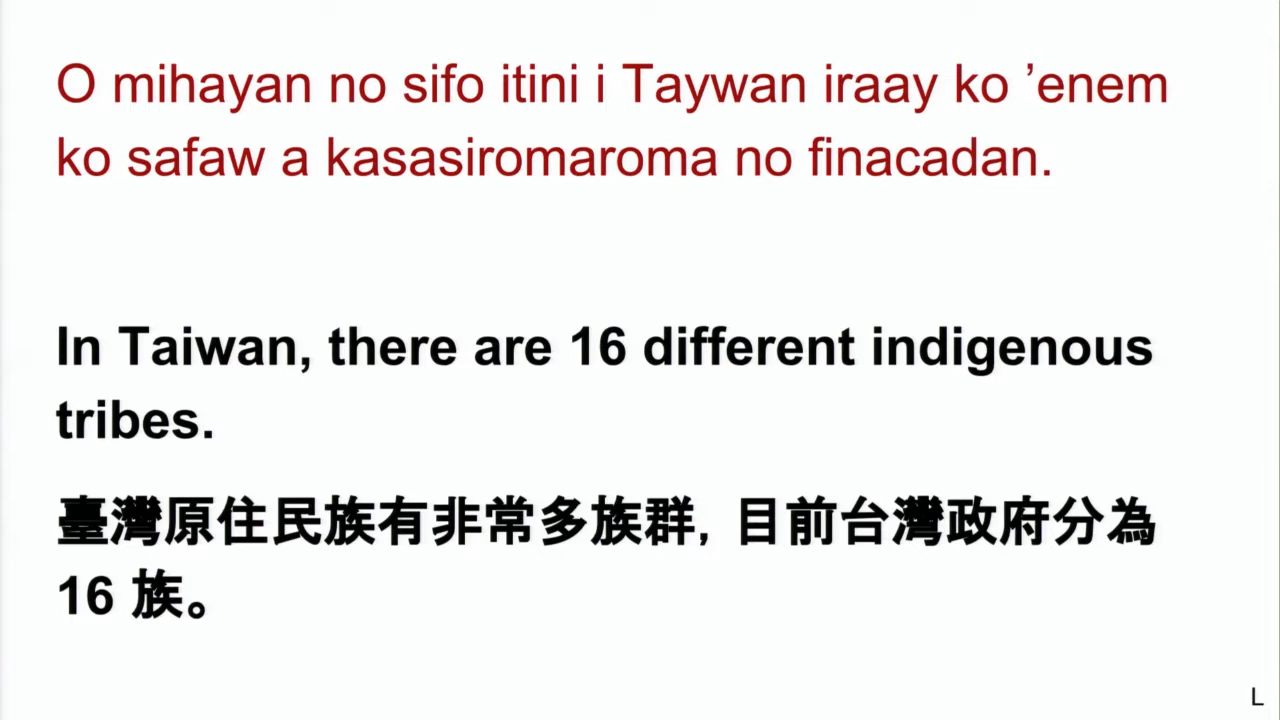 O mihayan no sifo itini i Taywan iraay ko ’enem
ko safaw a kasasiromaroma no finacadan.
In Taiwan, there are 16 different indigenous
tribes.
臺灣原住民族有非常多族群，目前台灣政府分為
16 族。
L